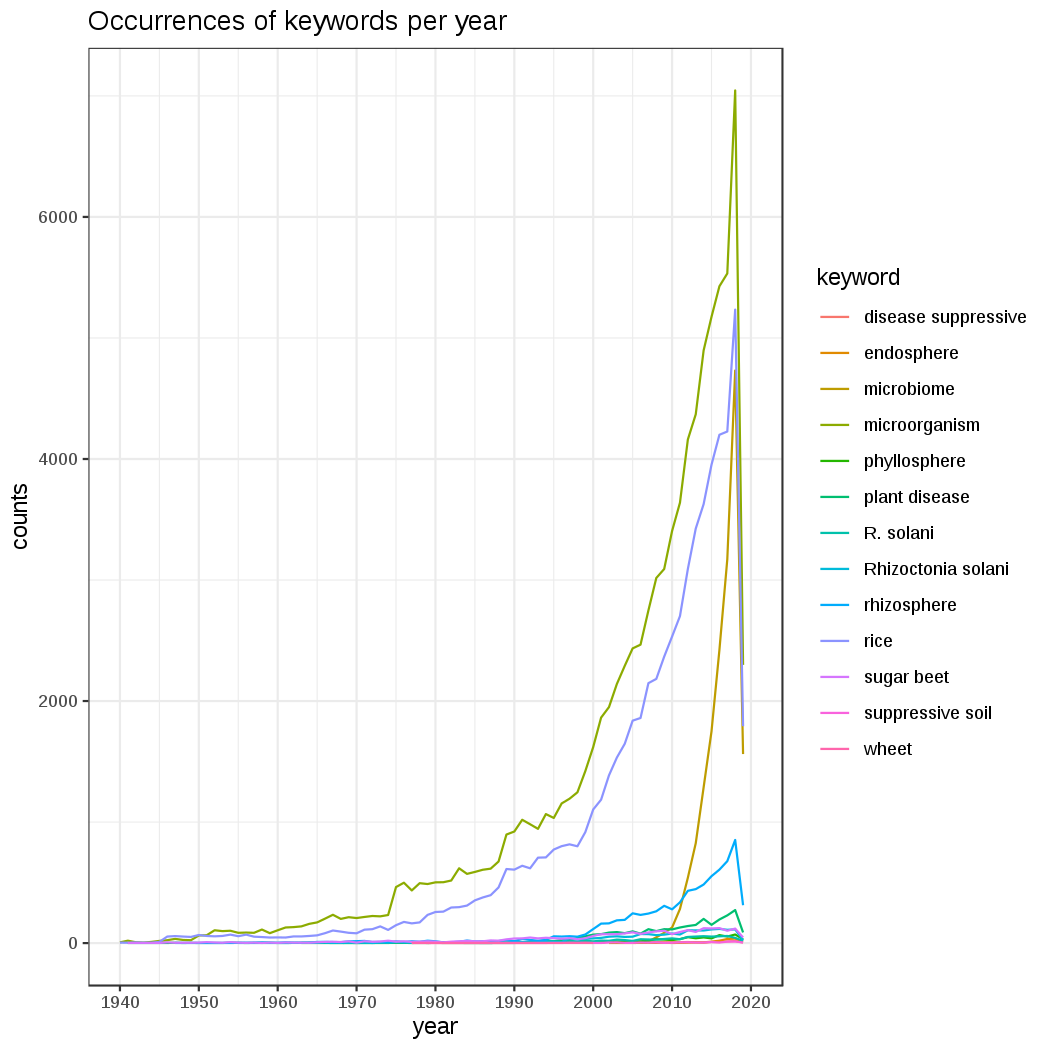 Occurrences of keywords per year
6000
4000
2000
0
counts
1940 1950 1960 1970 1980 1990 2000 2010 2020
year
keyword
disease suppressive
endosphere
microbiome
microorganism
phyllosphere
plant disease
R. solani
Rhizoctonia solani
rhizosphere
rice
sugar beet
suppressive soil
wheet